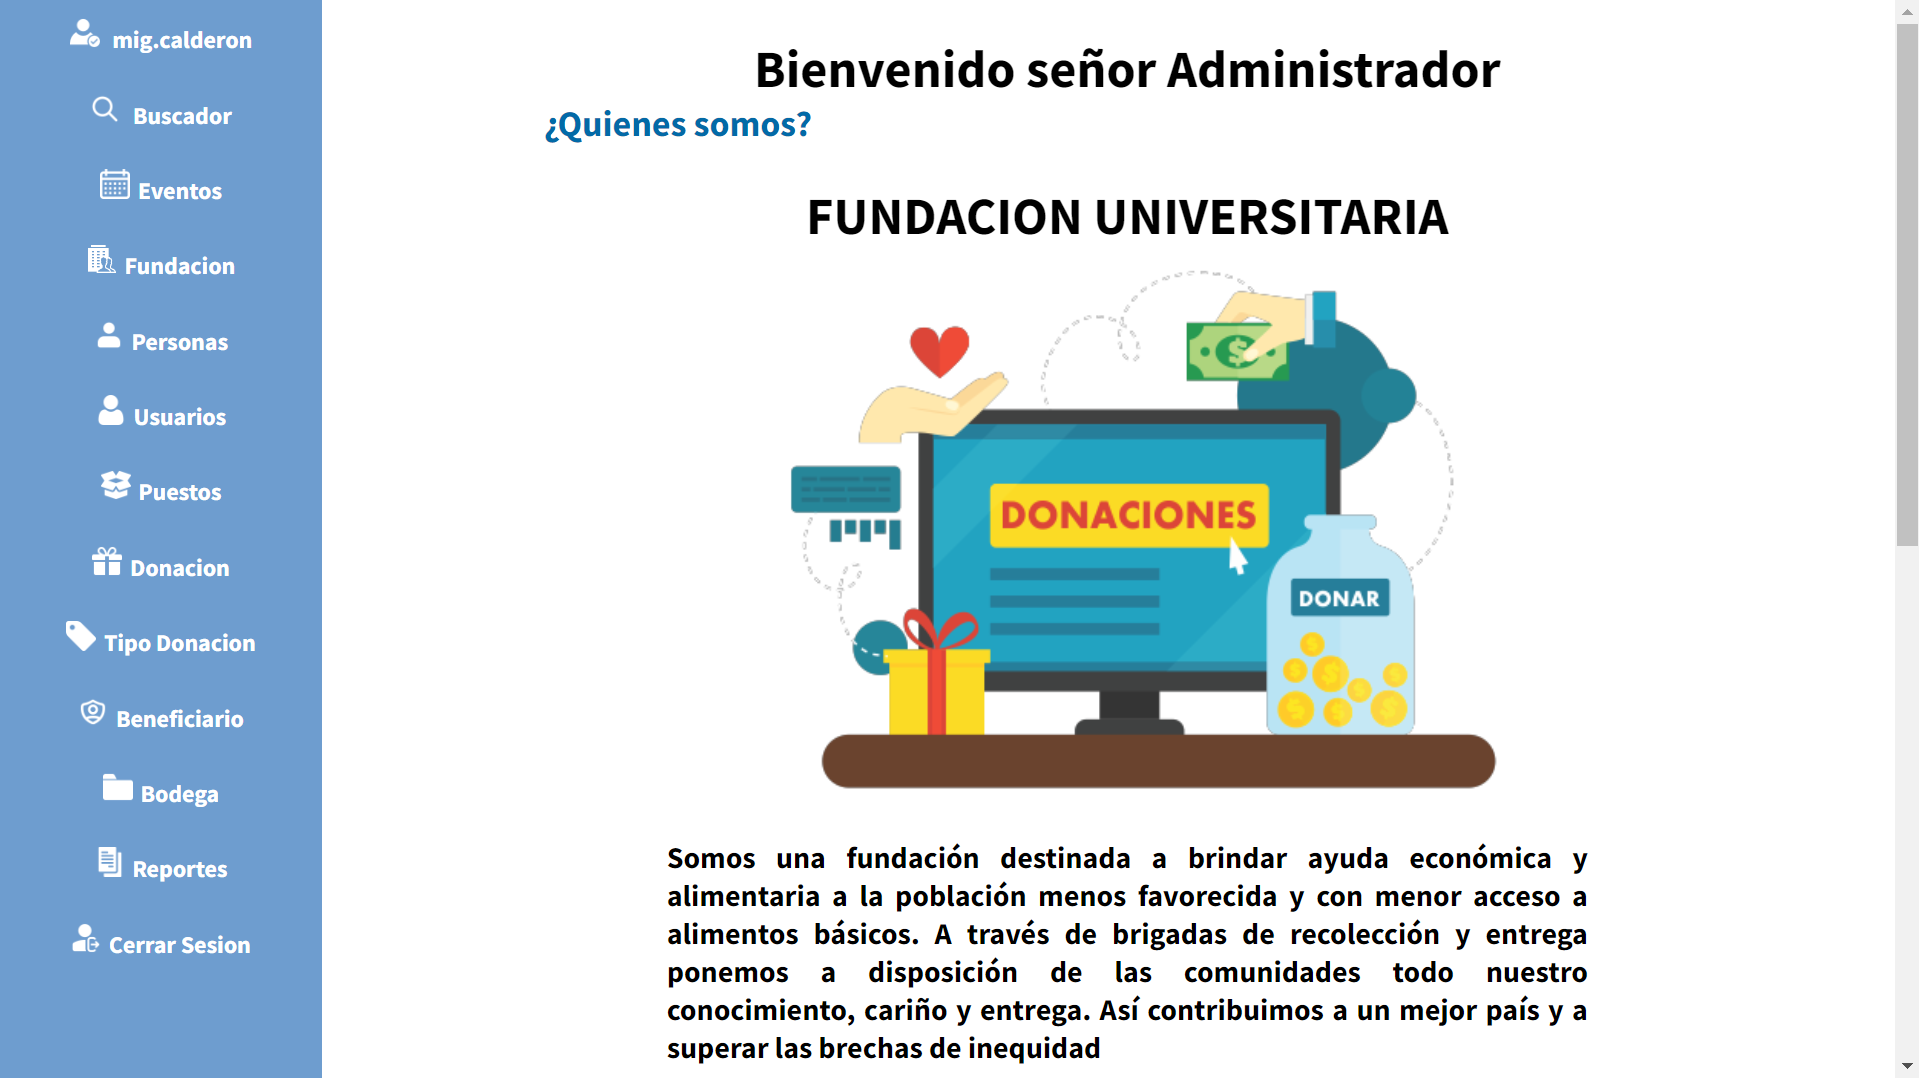 mig.calderon
Buscador
Eventos
Fundacion
Personas
Usuarios
Puestos
Donacion
Tipo Donacion
Beneficiario
Bodega
Reportes
Cerrar Sesion
Bienvenido señor Administrador
¿Quienes somos?
FUNDACION UNIVERSITARIA
DONACIONES
DONAR
Somos una fundación destinada a brindar ayuda económica y
alimentaria a la población menos favorecida y con menor acceso a
alimentos básicos. A través de brigadas de recolección y entrega
ponemos a disposición de las comunidades todo nuestro
conocimiento, cariño y entrega. Así contribuimos a un mejor país y a
superar las brechas de inequidad